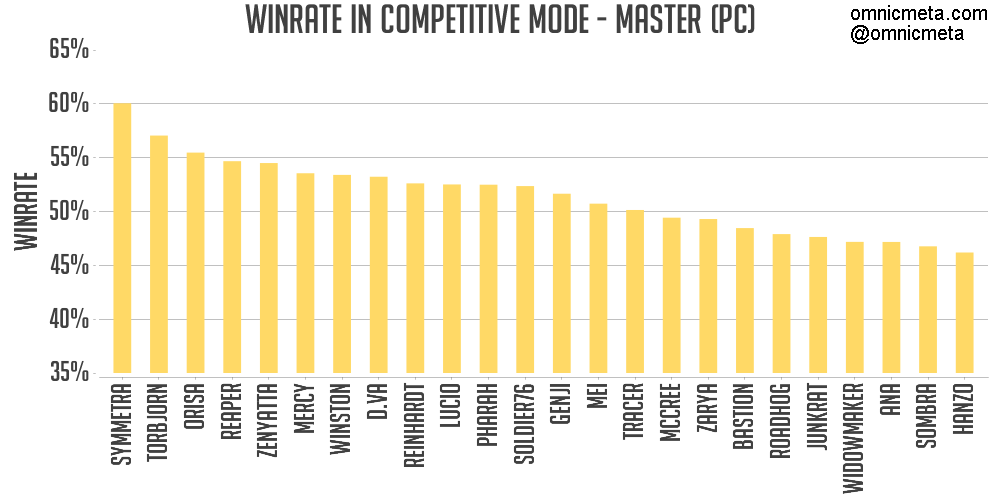 WINRATE IN COMPETITIVE MODE - MASTER (PC)
omnicmeta.com
@omnicmeta
65%
60%
55%
50%
45%
40%
35%
WINRATE
SYMMETRA
TORBJORN
ORISA
REAPER
ZENYATTA
MERCY
WINSTON
D.VA
REINHARDT
LUCIO
PHARAH
SOLDIER76
GENJI
MEI
TRACER
MCCREE
ZARYA
BASTION
ROADHOG
JUNKRAT
WIDOWMAKER
ANA
SOMBRA
HANZO